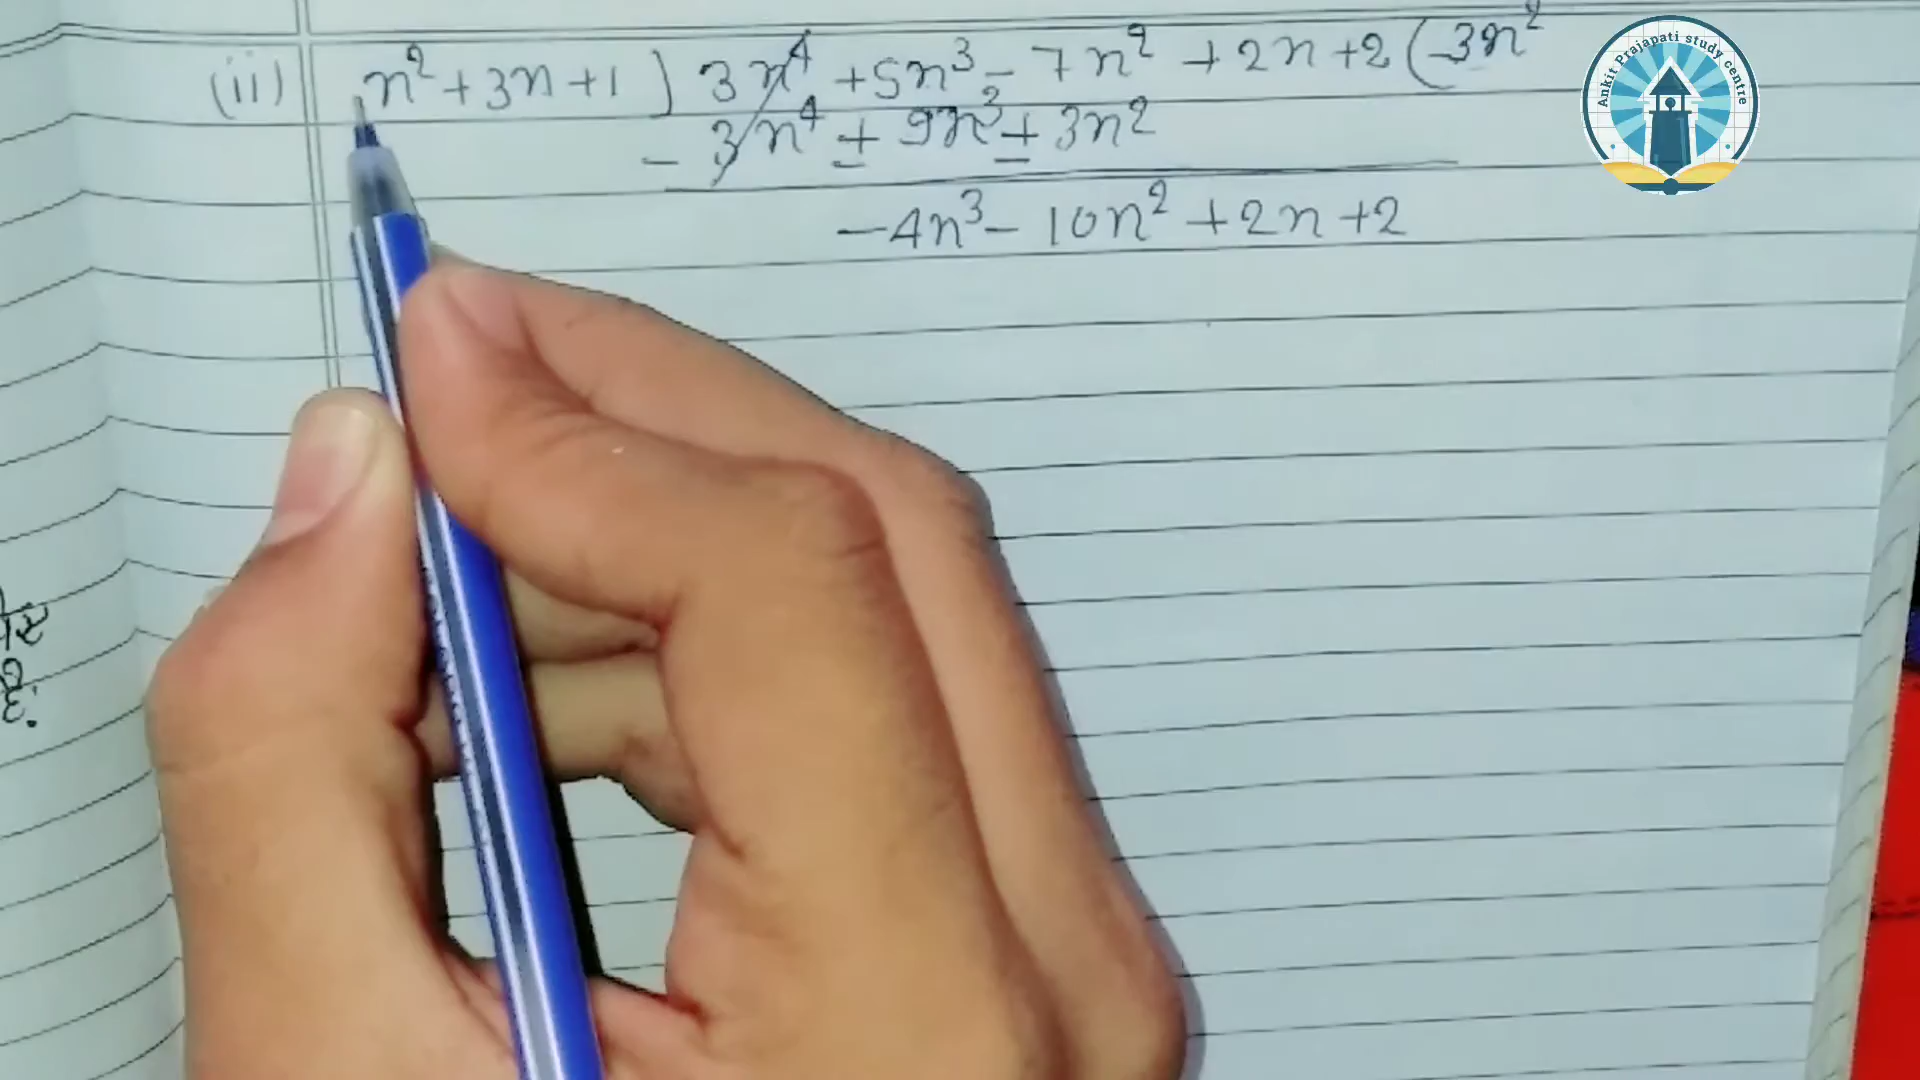 (ii) x²+3x+1 ) 3x⁴ +5x³ - 7x² +2x+2 ( 3x²
- 3x⁴ ± 9x³ ± 3x²
-4x³- 10x² +2x+2
Ankit Prajapati study centre